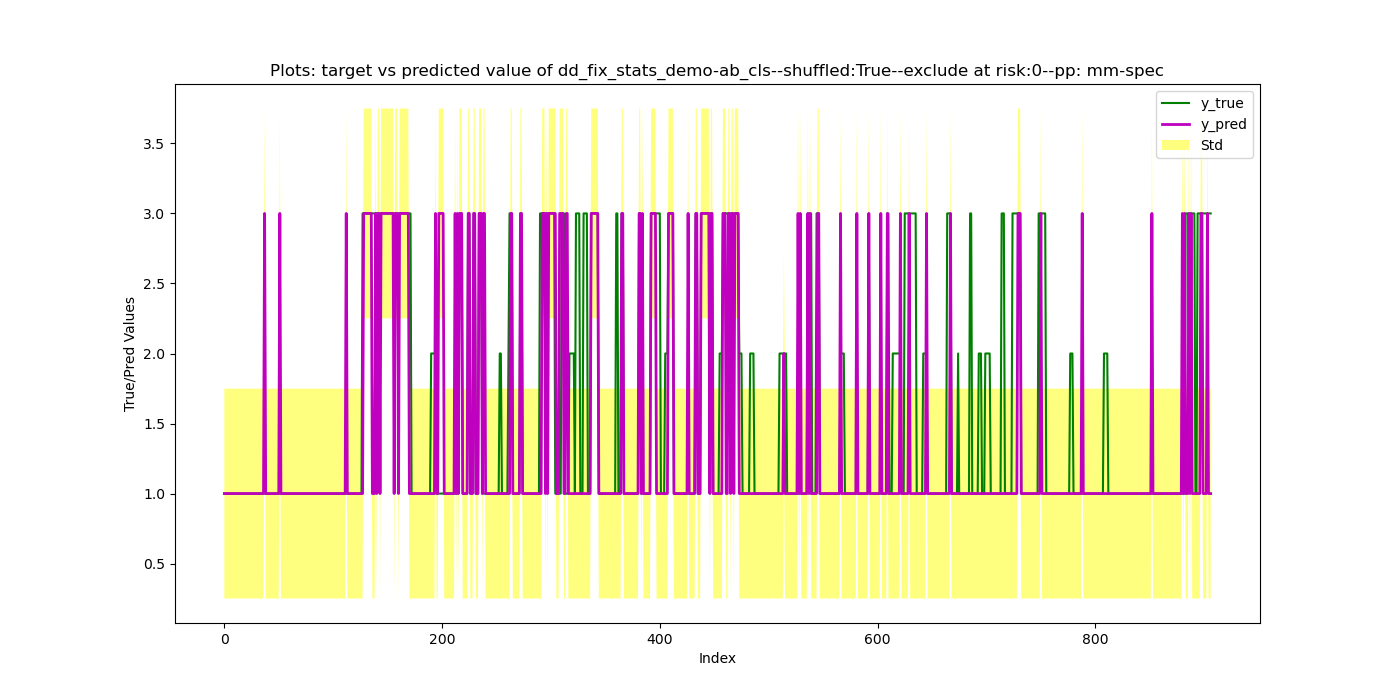 Plots: target vs predicted value of dd_fix_stats_demo-ab_cls--shuffled:True--exclude at risk:0--pp: mm-spec
y_true
y_pred
Std
True/Pred Values
3.5
3.0
2.5
2.0
1.5
1.0
0.5
0
200
400
600
800
Index